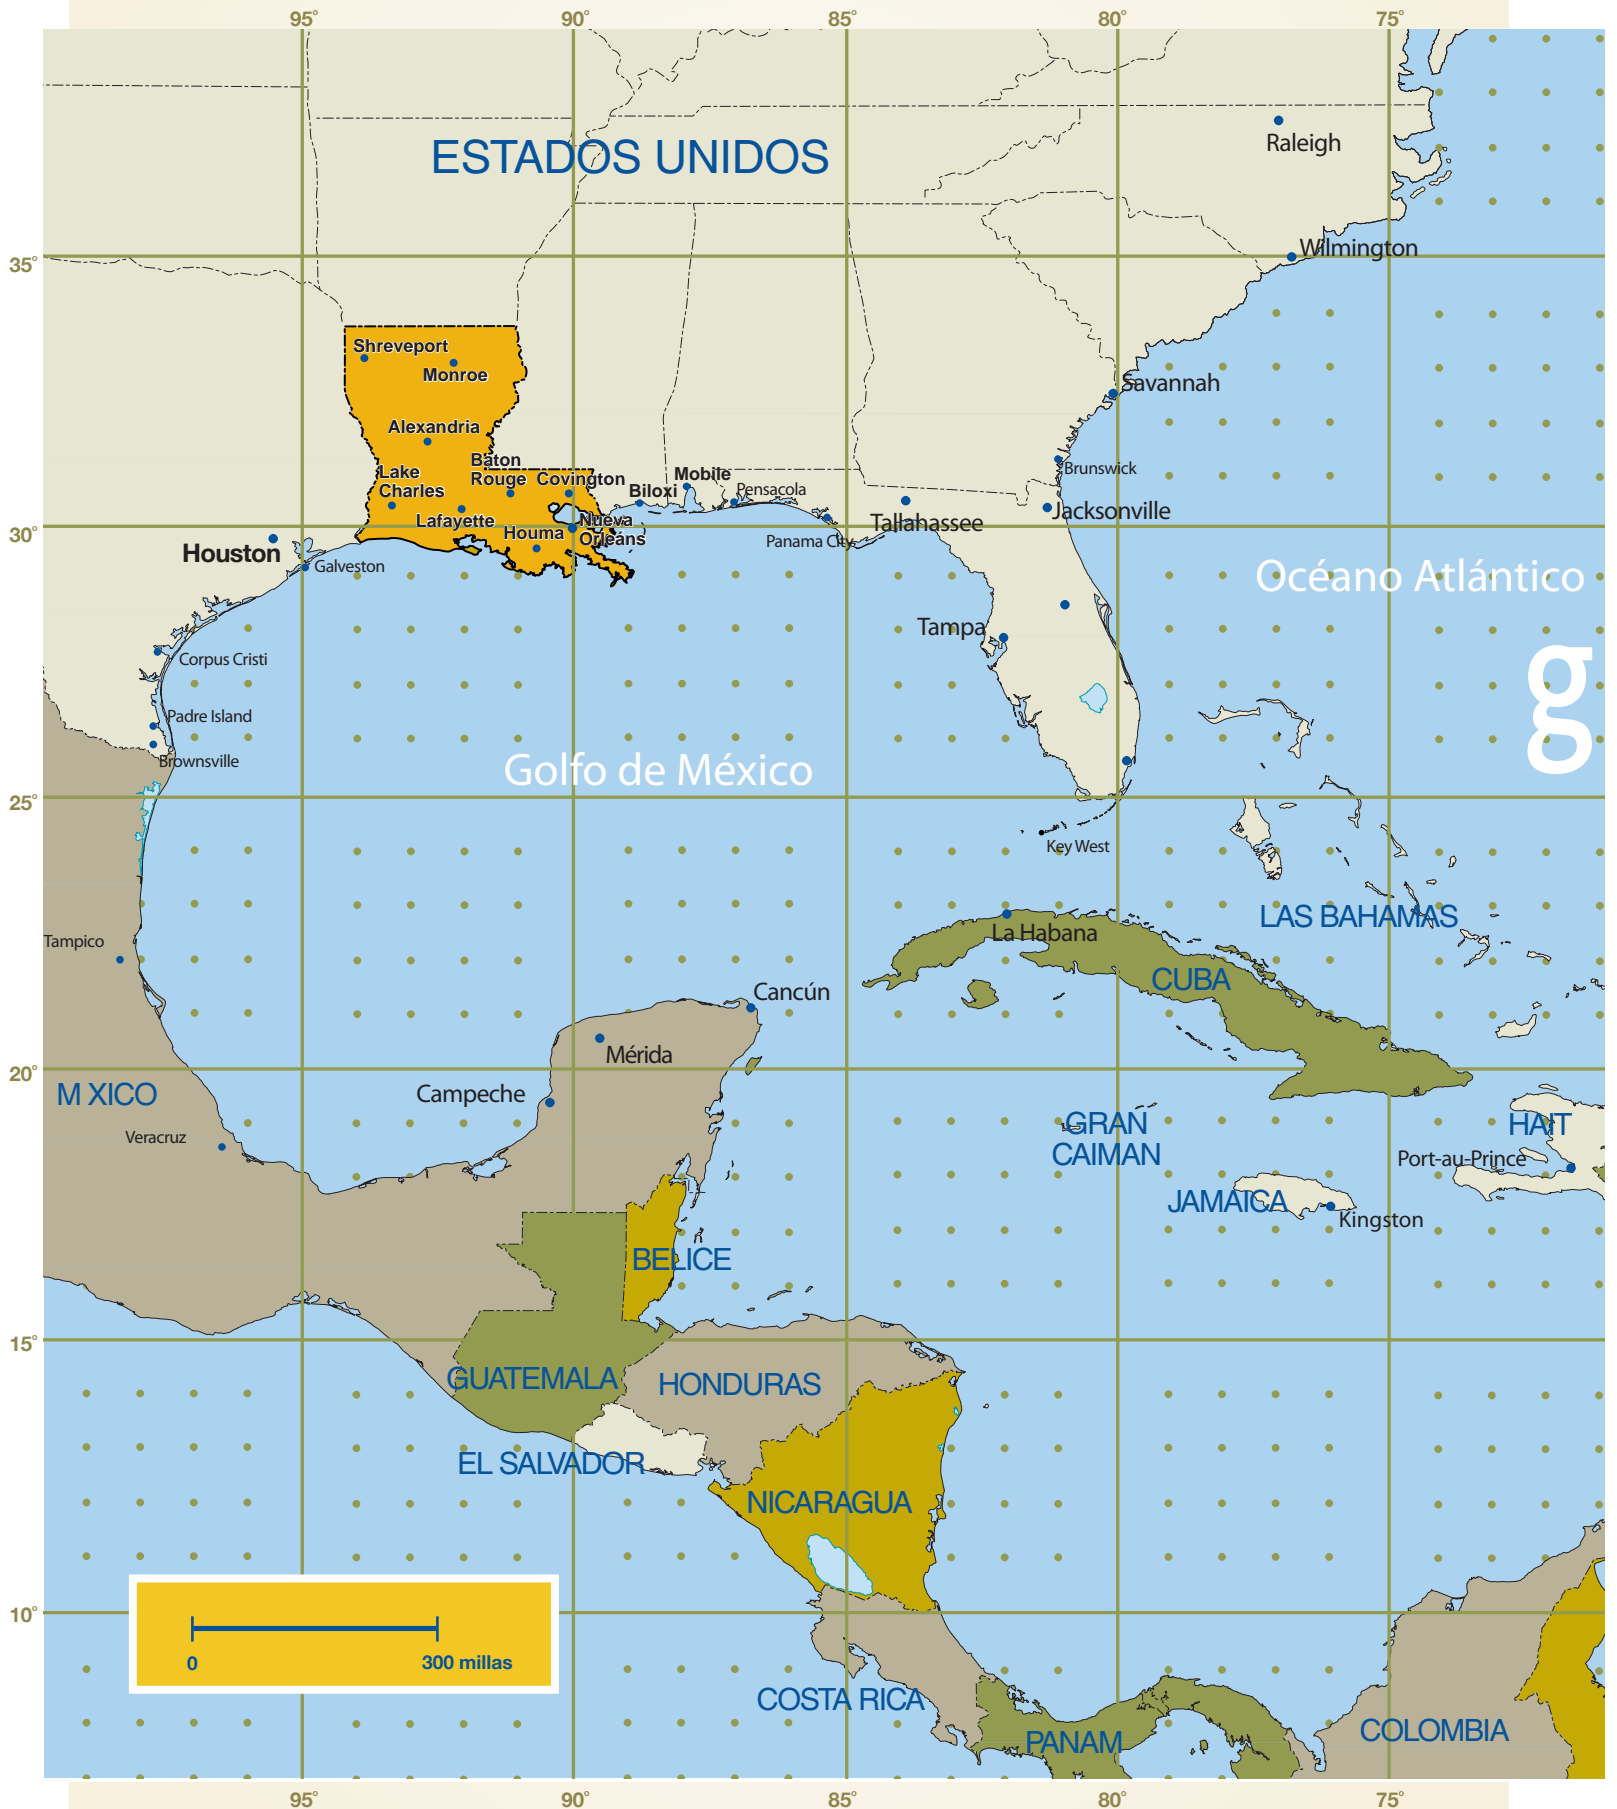 95°
90°
85°
80°
75°
Raleigh
ESTADOS UNIDOS
Wilmington
35°
Shreveport
Monroe
Savannah
Alexandria
Baton
Rouge
Lake
Charles
Covington
Mobile
Biloxi
Pensacola
Brunswick
Lafayette
Houma
Nueva
Orleáns
Tallahassee
Jacksonville
30°
Panama City
Houston
Galveston
Océano Atlántico
Tampa
g
Corpus Cristi
Padre Island
Brownsville
Golfo de México
25°
Key West
LAS BAHAMAS
La Habana
Tampico
CUBA
Cancún
Mérida
20°
M XICO
Campeche
Veracruz
GRAN
CAIMAN
HAIT
Port-au-Prince
JAMAICA
Kingston
BELICE
15°
GUATEMALA
HONDURAS
EL SALVADOR
NICARAGUA
10°
0
300 millas
COSTA RICA
PANAM
COLOMBIA
95°
90°
85°
80°
75°